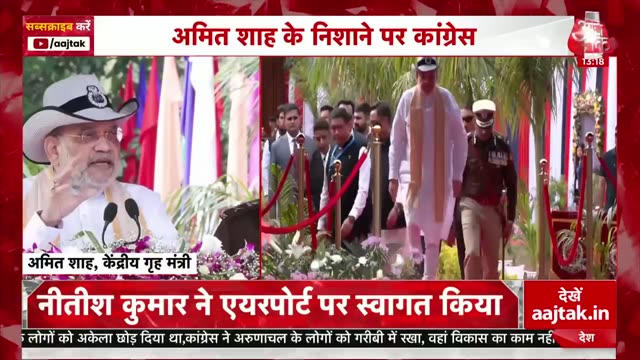 सब्सक्राइब करें
/aajtak
अमित शाह के निशाने पर कांग्रेस
आज तक
13:18
देश
अमित शाह, केंद्रीय गृह मंत्री
नीतीश कुमार ने एयरपोर्ट पर स्वागत किया
देखें
aajtak.in
के लोगों को अकेला छोड़ दिया था,कांग्रेस ने अरुणाचल के लोगों को गरीबी में रखा, वहां विकास का काम नहीं
देश